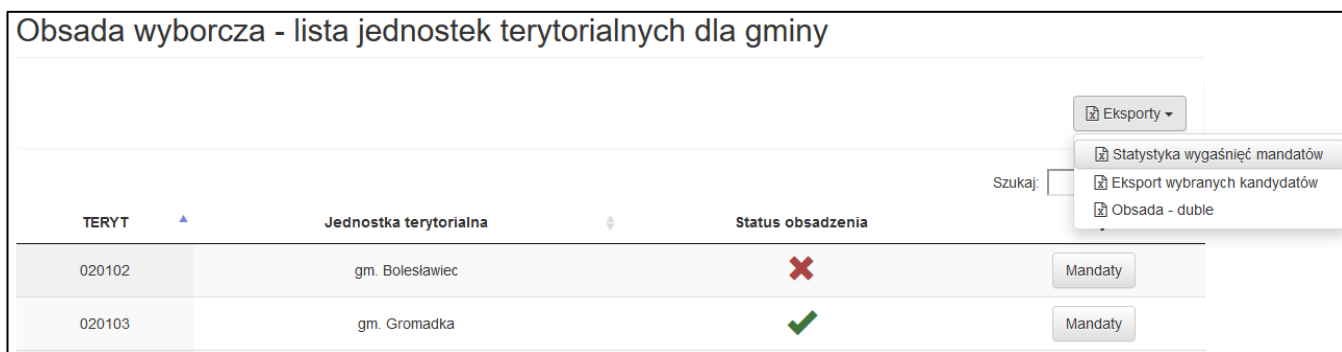 Obsada wyborcza - lista jednostek terytorialnych dla gminy
Eksporty
Statystyka wygaśnięć mandatów
Szukaj:
Eksport wybranych kandydatów
Obsada - duble
TERYT Jednostka terytorialna Status obsadzenia
020102 gm. Bolesławiec Mandaty
020103 gm. Gromadka Mandaty